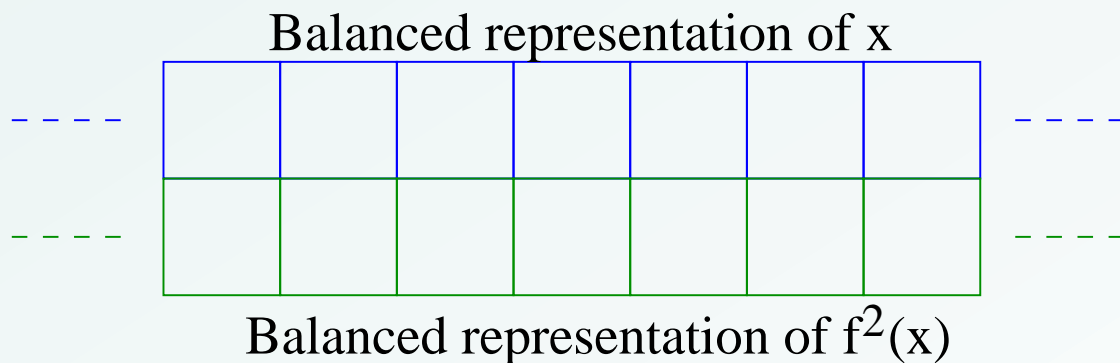 Balanced representation of x
Balanced representation of f²(x)